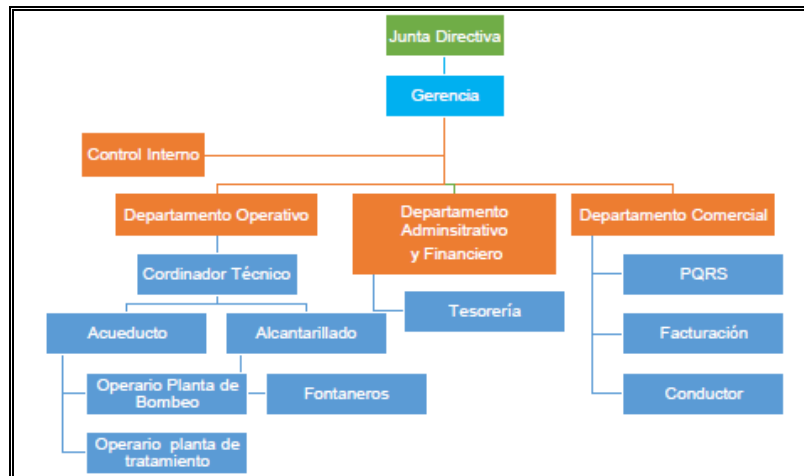 Junta Directiva
Gerencia
Control Interno
Departamento Operativo
Departamento
Adminsitrativo
y Financiero
Departamento Comercial
Cordinador Técnico
PQRS
Tesorería
Acueducto
Alcantarillado
Facturación
Operario Planta de
Bombeo
Fontaneros
Conductor
Operario planta de
tratamiento